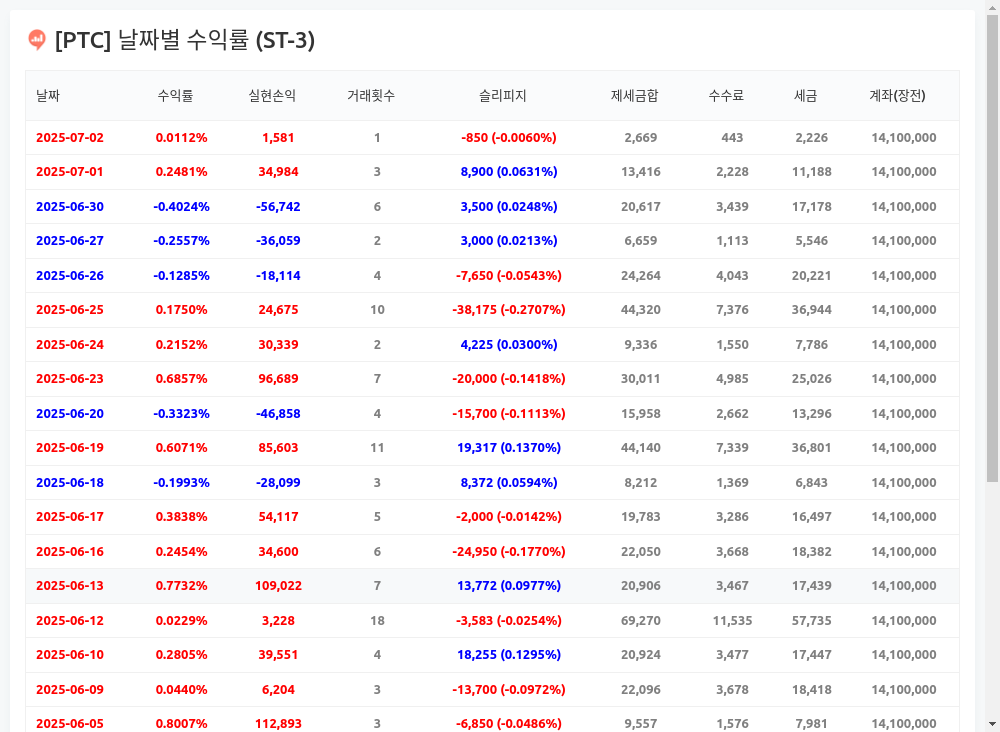 [PTC] 날짜별 수익률 (ST-3)
날짜 수익률 실현손익 거래횟수 슬리피지 제세금합 수수료 세금 계좌(장전)
2025-07-02 0.0112% 1,581 1 -850 (-0.0060%) 2,669 443 2,226 14,100,000
2025-07-01 0.2481% 34,984 3 8,900 (0.0631%) 13,416 2,228 11,188 14,100,000
2025-06-30 -0.4024% -56,742 6 3,500 (0.0248%) 20,617 3,439 17,178 14,100,000
2025-06-27 -0.2557% -36,059 2 3,000 (0.0213%) 6,659 1,113 5,546 14,100,000
2025-06-26 -0.1285% -18,114 4 -7,650 (-0.0543%) 24,264 4,043 20,221 14,100,000
2025-06-25 0.1750% 24,675 10 -38,175 (-0.2707%) 44,320 7,376 36,944 14,100,000
2025-06-24 0.2152% 30,339 2 4,225 (0.0300%) 9,336 1,550 7,786 14,100,000
2025-06-23 0.6857% 96,689 7 -20,000 (-0.1418%) 30,011 4,985 25,026 14,100,000
2025-06-20 -0.3323% -46,858 4 -15,700 (-0.1113%) 15,958 2,662 13,296 14,100,000
2025-06-19 0.6071% 85,603 11 19,317 (0.1370%) 44,140 7,339 36,801 14,100,000
2025-06-18 -0.1993% -28,099 3 8,372 (0.0594%) 8,212 1,369 6,843 14,100,000
2025-06-17 0.3838% 54,117 5 -2,000 (-0.0142%) 19,783 3,286 16,497 14,100,000
2025-06-16 0.2454% 34,600 6 -24,950 (-0.1770%) 22,050 3,668 18,382 14,100,000
2025-06-13 0.7732% 109,022 7 13,772 (0.0977%) 20,906 3,467 17,439 14,100,000
2025-06-12 0.0229% 3,228 18 -3,583 (-0.0254%) 69,270 11,535 57,735 14,100,000
2025-06-10 0.2805% 39,551 4 18,255 (0.1295%) 20,924 3,477 17,447 14,100,000
2025-06-09 0.0440% 6,204 3 -13,700 (-0.0972%) 22,096 3,678 18,418 14,100,000
2025-06-05 0.8007% 112,893 3 -6,850 (-0.0486%) 9,557 1,576 7,981 14,100,000